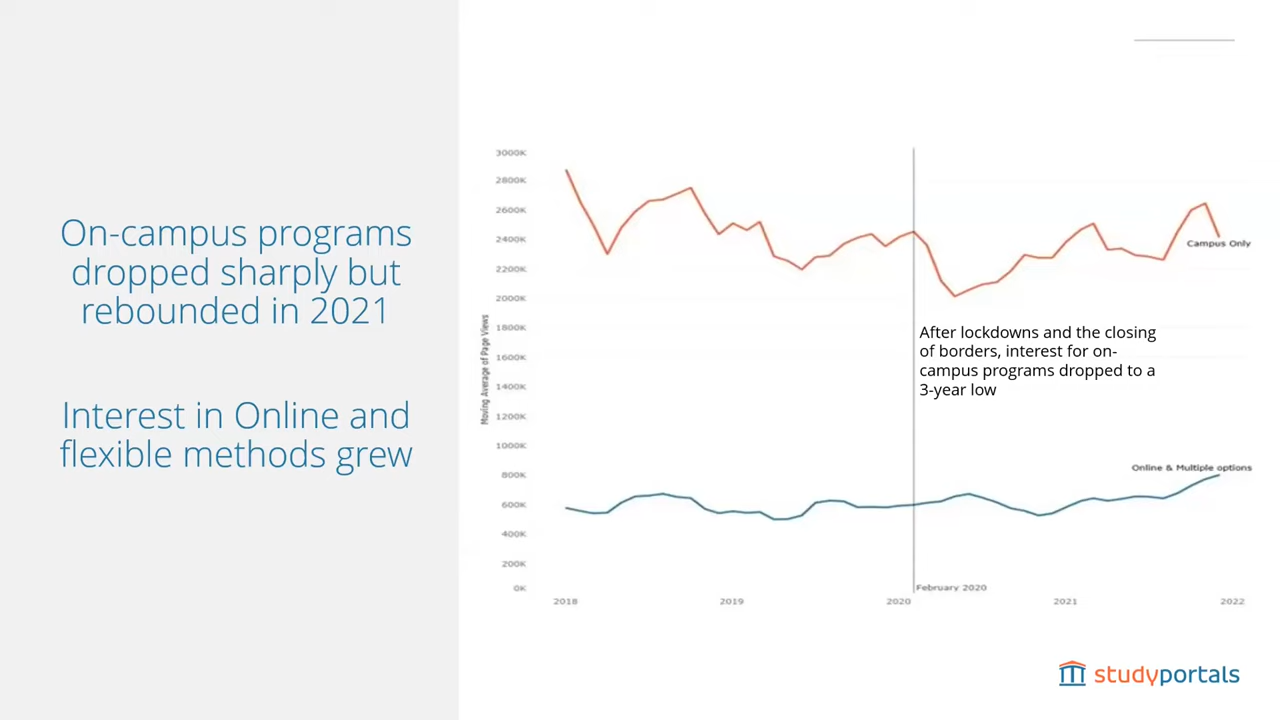 On-campus programs
dropped sharply but
rebounded in 2021
Interest in Online and
flexible methods grew
Moving Average of Page Views
3000K
2800K
2600K
2400K
2200K
2000K
1800K
1600K
1400K
1200K
1000K
800K
600K
400K
200K
0K
Campus Only
After lockdowns and the closing
of borders, interest for on-
campus programs dropped to a
3-year low
Online & Multiple options
February 2020
2018
2019
2020
2021
2022
studyportals